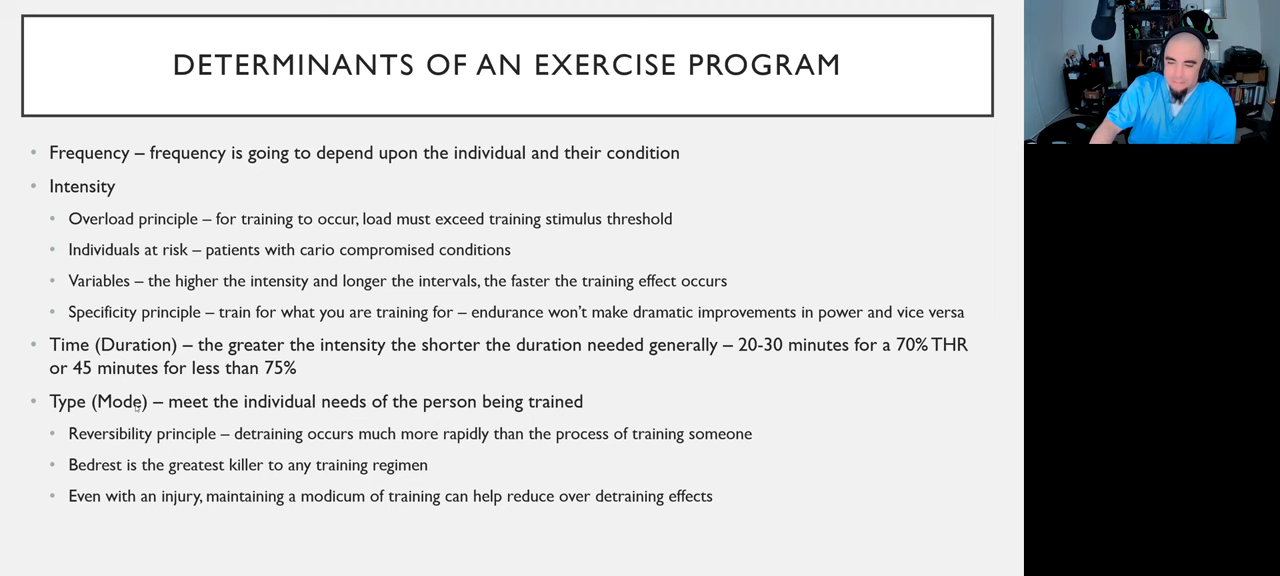 DETERMINANTS OF AN EXERCISE PROGRAM
• Frequency – frequency is going to depend upon the individual and their condition
• Intensity
• Overload principle – for training to occur, load must exceed training stimulus threshold
• Individuals at risk – patients with cario compromised conditions
• Variables – the higher the intensity and longer the intervals, the faster the training effect occurs
• Specificity principle – train for what you are training for – endurance won't make dramatic improvements in power and vice versa
• Time (Duration) – the greater the intensity the shorter the duration needed generally – 20-30 minutes for a 70% THR
or 45 minutes for less than 75%
• Type (Mode) – meet the individual needs of the person being trained
• Reversibility principle – detraining occurs much more rapidly than the process of training someone
• Bedrest is the greatest killer to any training regimen
• Even with an injury, maintaining a modicum of training can help reduce over detraining effects